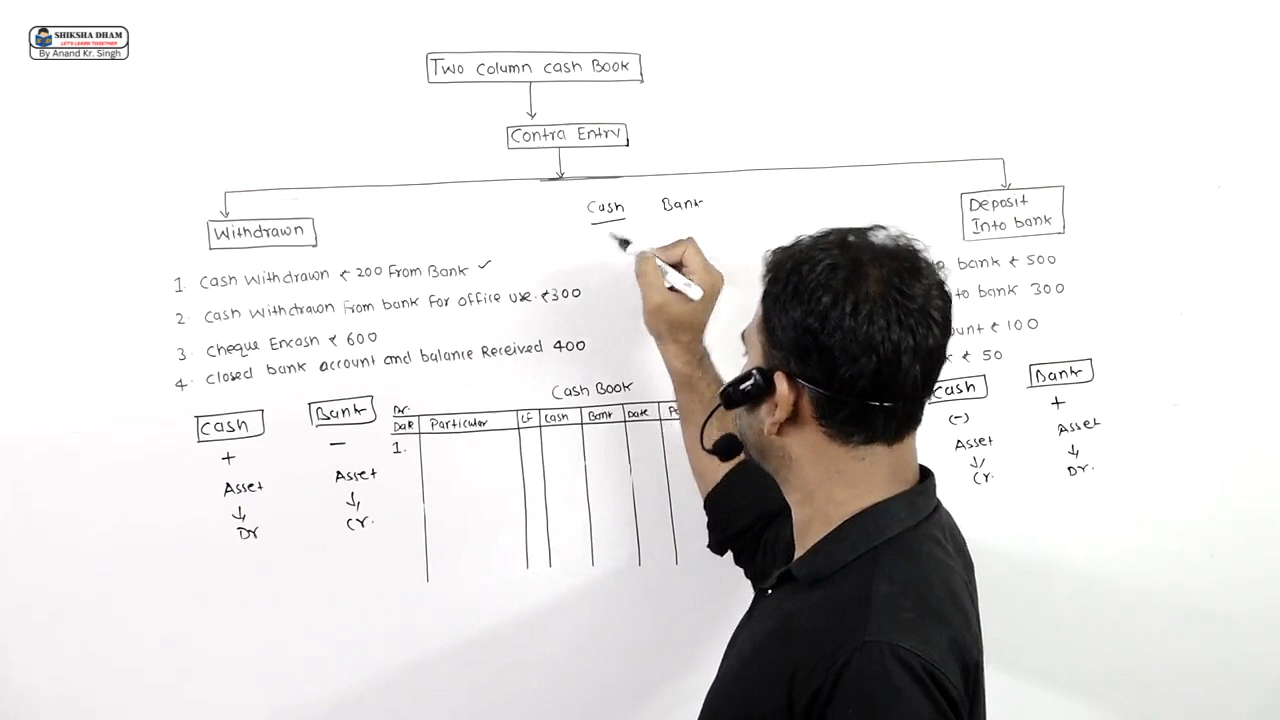 SHIKSHA DHAM
LET'S LEARN TOGETHER
By Anand Kr. Singh
Two Column Cash Book
Contra Entry
Withdrawn
Cash Bank
Deposit
Into bank
1. Cash Withdrawn ₹ 200 From Bank ✓
2. Cash Withdrawn From bank For office use. ₹300
3. Cheque Encash ₹ 600
4. Closed bank account and balance Received 400
bank ₹ 500
to bank 300
₹ 100
₹ 50
Cash Book
Cash Bank
+ -
Asset Asset
Dr Cr.
Dr.
Date Particular LF Cash Bank Date
1.
Cash Bank
(-) +
Asset Asset
Cr. Dr.